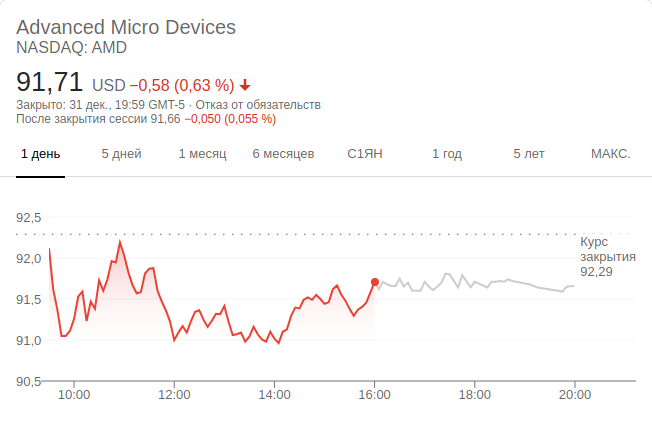 Advanced Micro Devices
NASDAQ: AMD
91,71 USD −0,58 (0,63 %)
Закрыто: 31 дек., 19:59 GMT-5 · Отказ от обязательств
После закрытия сессии 91,66 −0,050 (0,055 %)
1 день 5 дней 1 месяц 6 месяцев С1ЯН 1 год 5 лет МАКС.
92,5
Курс
закрытия
92,29
92,0
91,5
91,0
90,5
10:00 12:00 14:00 16:00 18:00 20:00